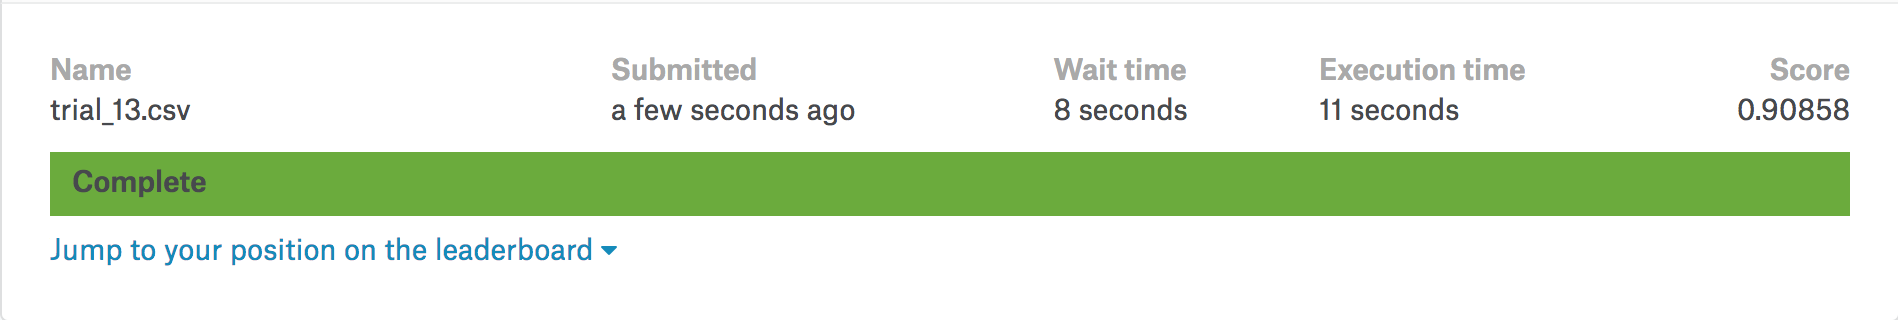 Name Submitted Wait time Execution time Score
trial_13.csv a few seconds ago 8 seconds 11 seconds 0.90858
Complete
Jump to your position on the leaderboard